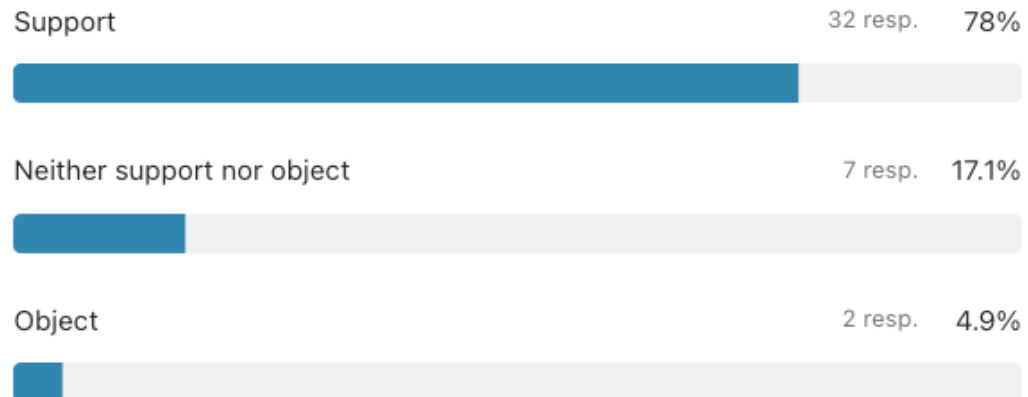 Support 32 resp. 78%
Neither support nor object 7 resp. 17.1%
Object 2 resp. 4.9%